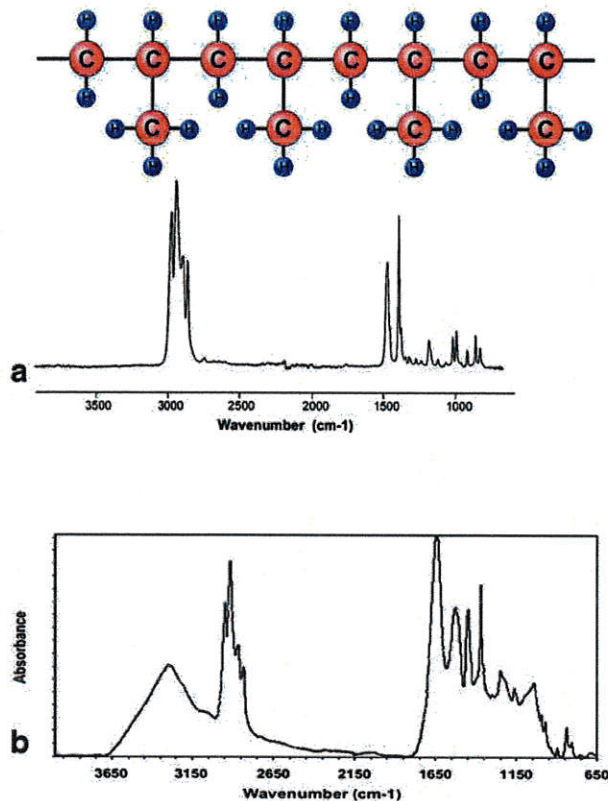 H H H H H H H H
C C C C C C C C
H H H H
H C H H C H H C H H C H
H H H H
a
3500 3000 2500 2000 1500 1000
Wavenumber (cm-1)
Absorbance
b
3650 3150 2650 2150 1650 1150 650
Wavenumber (cm-1)